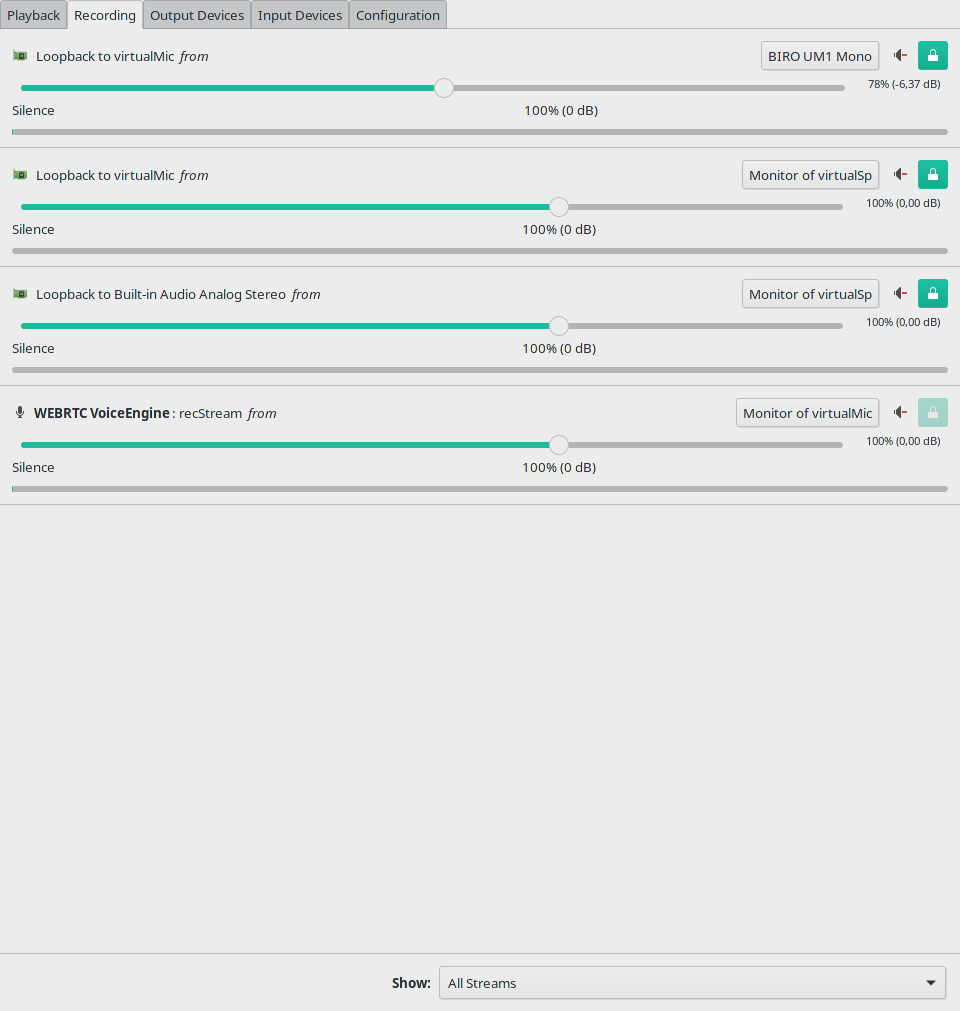 Playback Recording Output Devices Input Devices Configuration
Loopback to virtualMic from BIRO UM1 Mono
78% (-6,37 dB)
Silence 100% (0 dB)
Loopback to virtualMic from Monitor of virtualSp
100% (0,00 dB)
Silence 100% (0 dB)
Loopback to Built-in Audio Analog Stereo from Monitor of virtualSp
100% (0,00 dB)
Silence 100% (0 dB)
WEBRTC VoiceEngine : recStream from Monitor of virtualMic
100% (0,00 dB)
Silence 100% (0 dB)
Show: All Streams